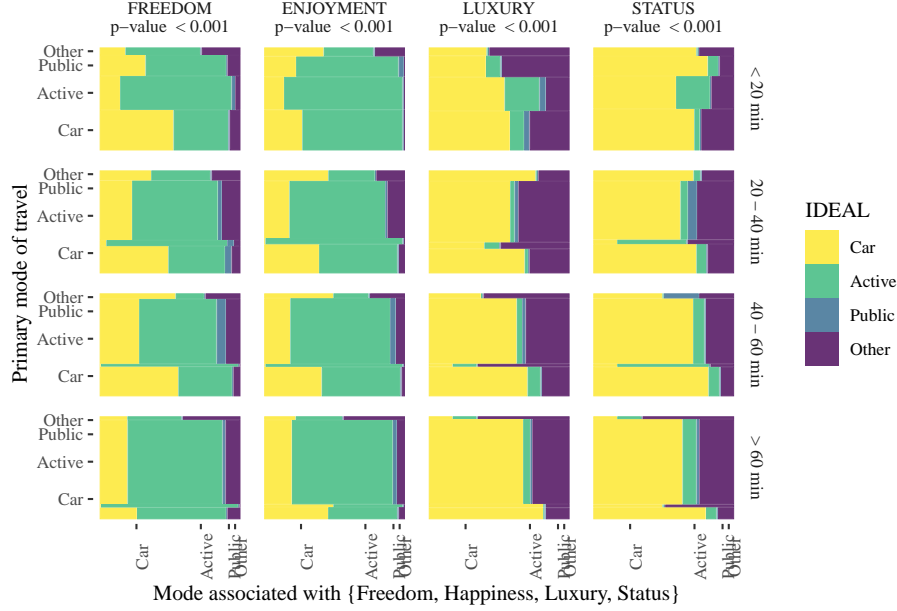 FREEDOM ENJOYMENT LUXURY STATUS
p-value < 0.001 p-value < 0.001 p-value < 0.001 p-value < 0.001
Primary mode of travel
Other
Public
Active
Car
< 20 min
Other
Public
Active
Car
20 – 40 min
Other
Public
Active
Car
40 – 60 min
Other
Public
Active
Car
> 60 min
Car Active Public Other Car Active Public Other Car Active Public Other Car Active Public Other
Mode associated with {Freedom, Happiness, Luxury, Status}
IDEAL
Car
Active
Public
Other